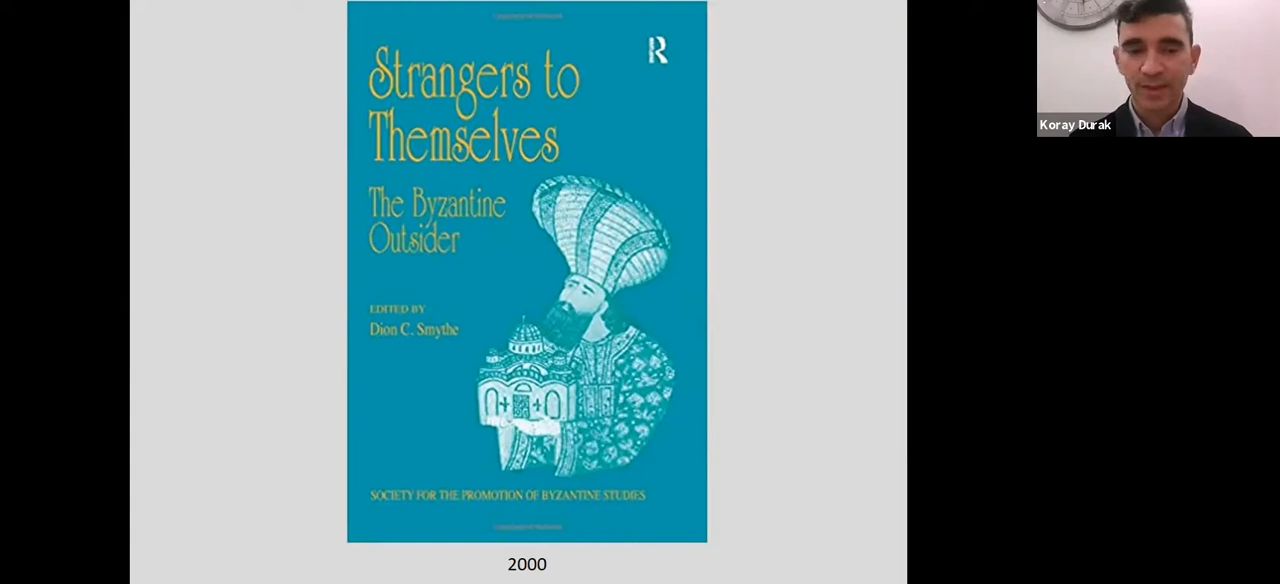 R
Strangers to
Themselves
The Byzantine
Outsider
EDITED BY
Dion C. Smythe
SOCIETY FOR THE PROMOTION OF BYZANTINE STUDIES
2000
Koray Durak